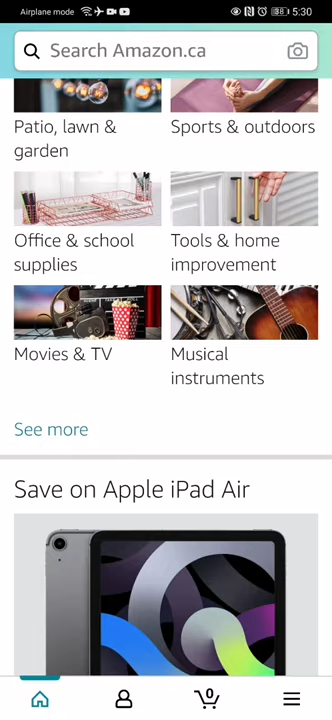 Airplane mode 38 5:30
Search Amazon.ca
Patio, lawn &
garden
Sports & outdoors
Office & school
supplies
Tools & home
improvement
Movies & TV
Musical
instruments
See more
Save on Apple iPad Air
0